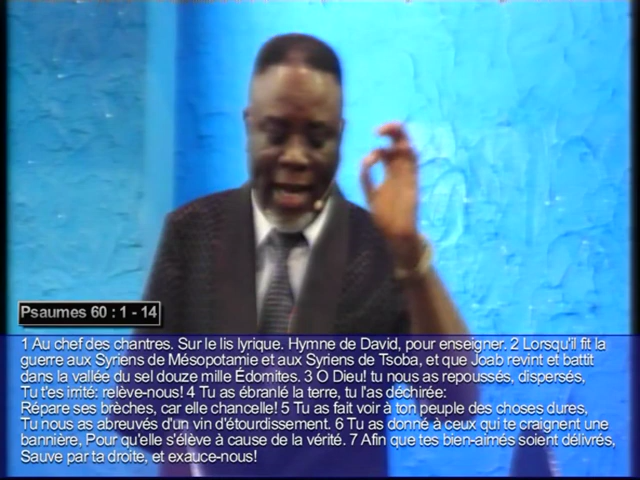 Psaumes 60 : 1 - 14
1 Au chef des chantres. Sur le lis lyrique. Hymne de David, pour enseigner. 2 Lorsqu'il fit la
guerre aux Syriens de Mésopotamie et aux Syriens de Tsoba, et que Joab revint et battit
dans la vallée du sel douze mille Édomites. 3 O Dieu! tu nous as repoussés, dispersés,
Tu t'es irrité: relève-nous! 4 Tu as ébranlé la terre, tu l'as déchirée:
Répare ses brèches, car elle chancelle! 5 Tu as fait voir à ton peuple des choses dures,
Tu nous as abreuvés d'un vin d'étourdissement. 6 Tu as donné à ceux qui te craignent une
bannière, Pour qu'elle s'élève à cause de la vérité. 7 Afin que tes bien-aimés soient délivrés,
Sauve par ta droite, et exauce-nous!